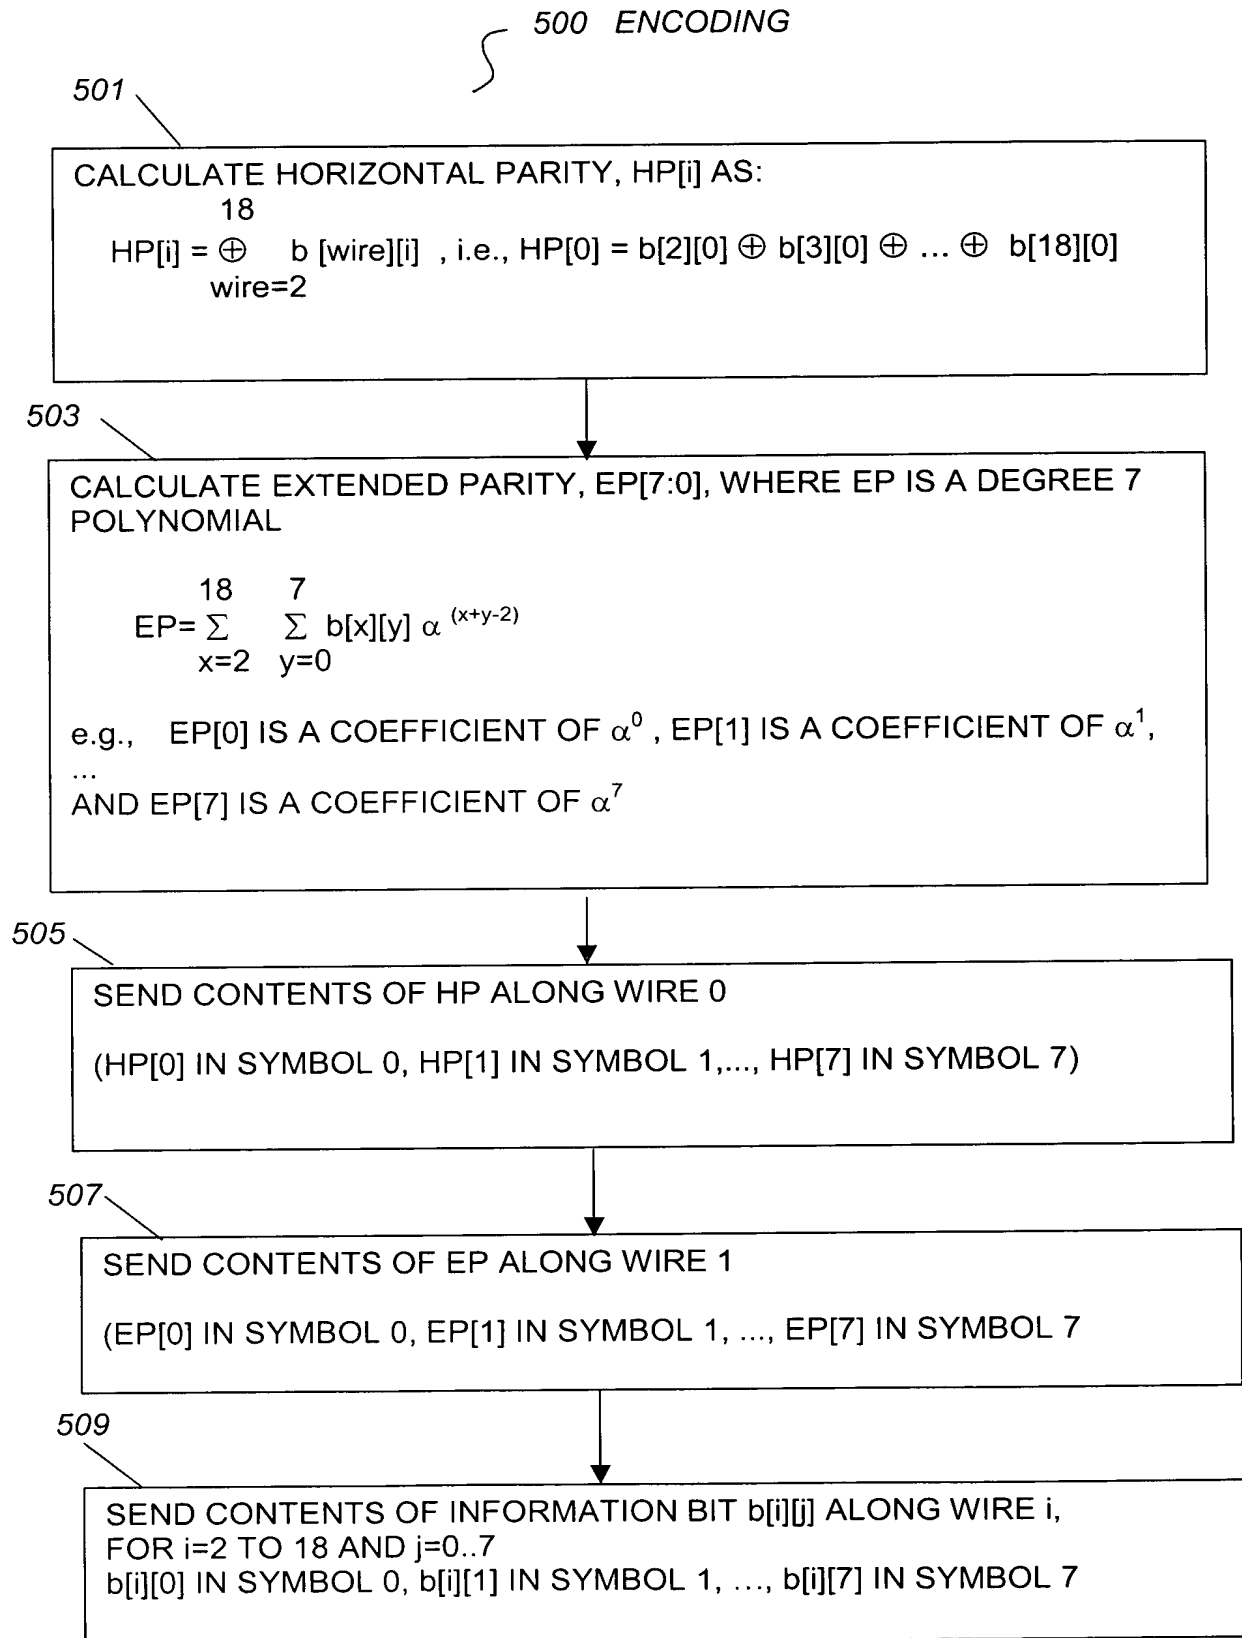 500 ENCODING
501
CALCULATE HORIZONTAL PARITY, HP[i] AS:
18
HP[i] = ⊕ b [wire][i] , i.e., HP[0] = b[2][0] ⊕ b[3][0] ⊕ ... ⊕ b[18][0]
wire=2
503
CALCULATE EXTENDED PARITY, EP[7:0], WHERE EP IS A DEGREE 7
POLYNOMIAL
18 7
EP= Σ Σ b[x][y] α (x+y-2)
x=2 y=0
e.g., EP[0] IS A COEFFICIENT OF α0 , EP[1] IS A COEFFICIENT OF α1,
...
AND EP[7] IS A COEFFICIENT OF α7
505
SEND CONTENTS OF HP ALONG WIRE 0
(HP[0] IN SYMBOL 0, HP[1] IN SYMBOL 1,..., HP[7] IN SYMBOL 7)
507
SEND CONTENTS OF EP ALONG WIRE 1
(EP[0] IN SYMBOL 0, EP[1] IN SYMBOL 1, ..., EP[7] IN SYMBOL 7
509
SEND CONTENTS OF INFORMATION BIT b[i][j] ALONG WIRE i,
FOR i=2 TO 18 AND j=0..7
b[i][0] IN SYMBOL 0, b[i][1] IN SYMBOL 1, ..., b[i][7] IN SYMBOL 7